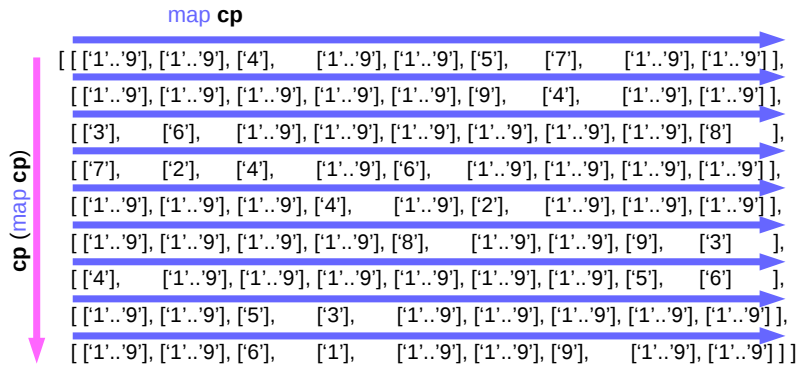 map cp
[ [ [‘1’..’9’], [‘1’..’9’], [‘4’], [‘1’..’9’], [‘1’..’9’], [‘5’], [‘7’], [‘1’..’9’], [‘1’..’9’] ],
[ [‘1’..’9’], [‘1’..’9’], [‘1’..’9’], [‘1’..’9’], [‘1’..’9’], [‘9’], [‘4’], [‘1’..’9’], [‘1’..’9’] ],
[ [‘3’], [‘6’], [‘1’..’9’], [‘1’..’9’], [‘1’..’9’], [‘1’..’9’], [‘1’..’9’], [‘1’..’9’], [‘8’] ],
[ [‘7’], [‘2’], [‘4’], [‘1’..’9’], [‘6’], [‘1’..’9’], [‘1’..’9’], [‘1’..’9’], [‘1’..’9’] ],
[ [‘1’..’9’], [‘1’..’9’], [‘1’..’9’], [‘4’], [‘1’..’9’], [‘2’], [‘1’..’9’], [‘1’..’9’], [‘1’..’9’] ],
[ [‘1’..’9’], [‘1’..’9’], [‘1’..’9’], [‘1’..’9’], [‘8’], [‘1’..’9’], [‘1’..’9’], [‘9’], [‘3’] ],
[ [‘4’], [‘1’..’9’], [‘1’..’9’], [‘1’..’9’], [‘1’..’9’], [‘1’..’9’], [‘1’..’9’], [‘5’], [‘6’] ],
[ [‘1’..’9’], [‘1’..’9’], [‘5’], [‘3’], [‘1’..’9’], [‘1’..’9’], [‘1’..’9’], [‘1’..’9’], [‘1’..’9’] ],
[ [‘1’..’9’], [‘1’..’9’], [‘6’], [‘1’], [‘1’..’9’], [‘1’..’9’], [‘9’], [‘1’..’9’], [‘1’..’9’] ] ]
cp (map cp)